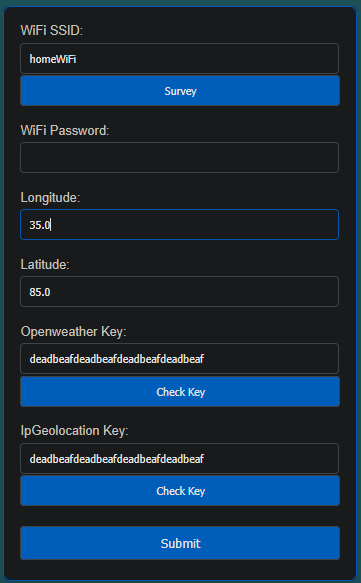 WiFi SSID:
homeWiFi
Survey
WiFi Password:
Longitude:
35.0
Latitude:
85.0
Openweather Key:
deadbeafdeadbeafdeadbeafdeadbeaf
Check Key
IpGeolocation Key:
deadbeafdeadbeafdeadbeafdeadbeaf
Check Key
Submit